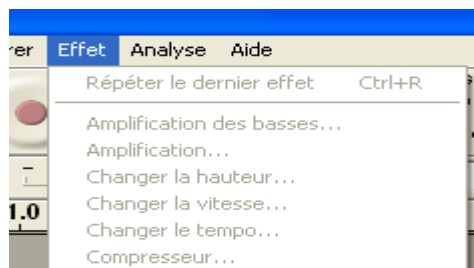 rer Effet Analyse Aide
Répéter le dernier effet Ctrl+R
Amplification des basses...
Amplification...
Changer la hauteur...
Changer la vitesse...
1.0
Changer le tempo...
Compresseur...